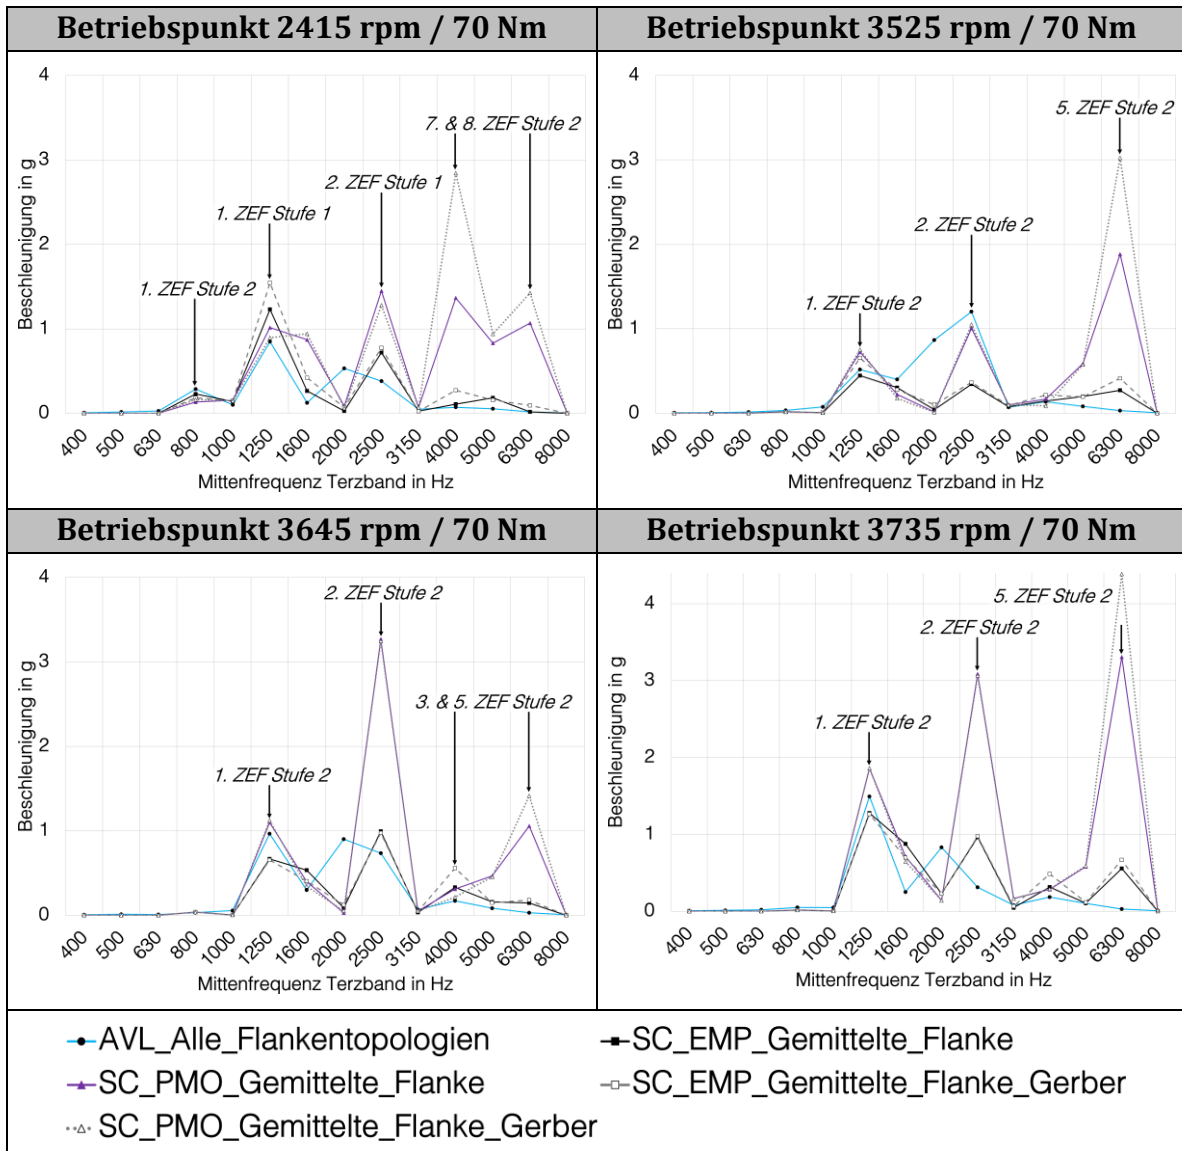 Betriebspunkt 2415 rpm / 70 Nm
Beschleunigung in g
4
3
2
1
0
7. & 8. ZEF Stufe 2
2. ZEF Stufe 1
1. ZEF Stufe 1
1. ZEF Stufe 2
400 500 630 800 1000 1250 1600 2000 2500 3150 4000 5000 6300 8000
Mittenfrequenz Terzband in Hz
Betriebspunkt 3525 rpm / 70 Nm
Beschleunigung in g
4
3
2
1
0
5. ZEF Stufe 2
2. ZEF Stufe 2
1. ZEF Stufe 2
400 500 630 800 1000 1250 1600 2000 2500 3150 4000 5000 6300 8000
Mittenfrequenz Terzband in Hz
Betriebspunkt 3645 rpm / 70 Nm
Beschleunigung in g
4
3
2
1
0
2. ZEF Stufe 2
3. & 5. ZEF Stufe 2
1. ZEF Stufe 2
400 500 630 800 1000 1250 1600 2000 2500 3150 4000 5000 6300 8000
Mittenfrequenz Terzband in Hz
Betriebspunkt 3735 rpm / 70 Nm
Beschleunigung in g
4
3
2
1
0
5. ZEF Stufe 2
2. ZEF Stufe 2
1. ZEF Stufe 2
400 500 630 800 1000 1250 1600 2000 2500 3150 4000 5000 6300 8000
Mittenfrequenz Terzband in Hz
AVL_Alle_Flankentopologien
SC_EMP_Gemittelte_Flanke
SC_PMO_Gemittelte_Flanke
SC_EMP_Gemittelte_Flanke_Gerber
SC_PMO_Gemittelte_Flanke_Gerber